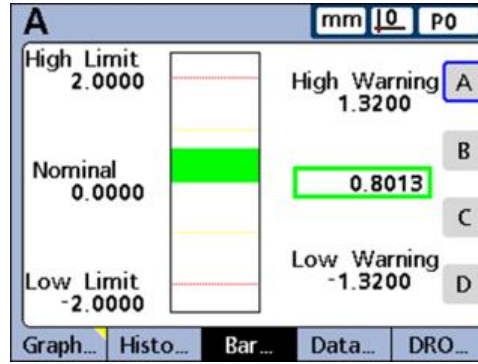 A
mm
0
P0
High Limit
2.0000
High Warning
1.3200
A
B
Nominal
0.0000
0.8013
C
Low Warning
-1.3200
Low Limit
-2.0000
D
Graph...
Histo...
Bar...
Data...
DRO...